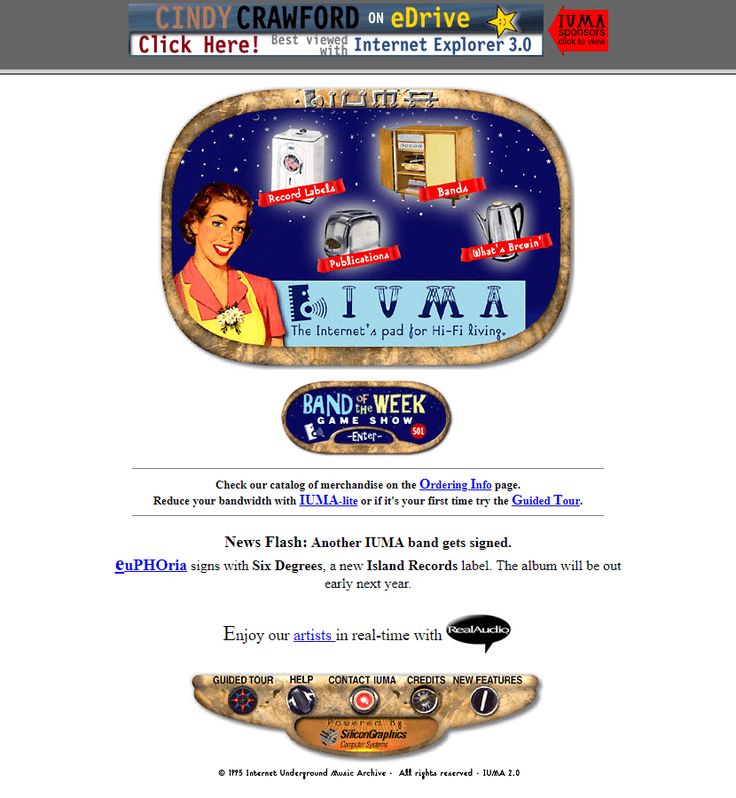 CINDY CRAWFORD ON eDrive
Click Here! Best viewed with Internet Explorer 3.0
IUMA
sponsors
click to view
IUMA
Record Labels
Bands
Publications
What's Brewin'
IUMA
The Internet's pad for Hi-Fi living.
BAND OF the WEEK
GAME SHOW
-ENter-
501
Check our catalog of merchandise on the Ordering Info page.
Reduce your bandwidth with IUMA-lite or if it's your first time try the Guided Tour.
News Flash: Another IUMA band gets signed.
euPHOria signs with Six Degrees, a new Island Records label. The album will be out
early next year.
Enjoy our artists in real-time with RealAudio
GUIDED TOUR HELP CONTACT IUMA CREDITS NEW FEATURES
Powered By
SiliconGraphics
Computer Systems
© 1995 Internet Underground Music Archive · All rights reserved · IUMA 2.0